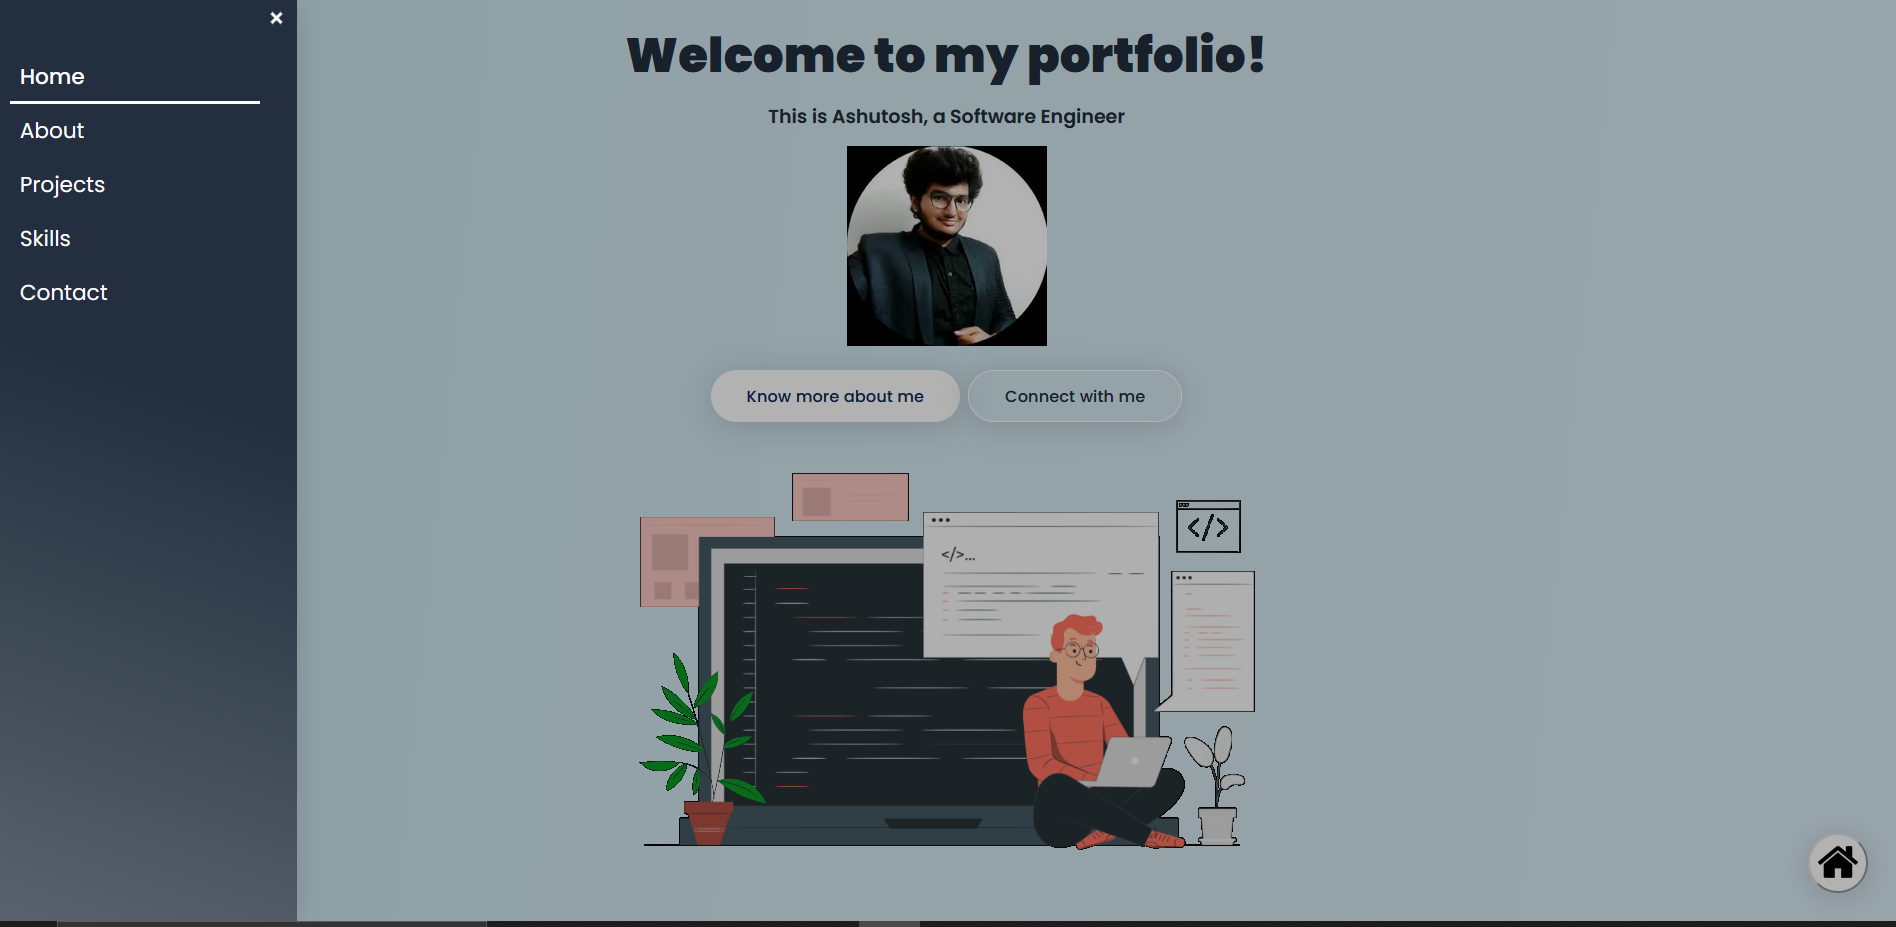 ×
Home
About
Projects
Skills
Contact
Welcome to my portfolio!
This is Ashutosh, a Software Engineer
Know more about me
Connect with me
</>...
</>